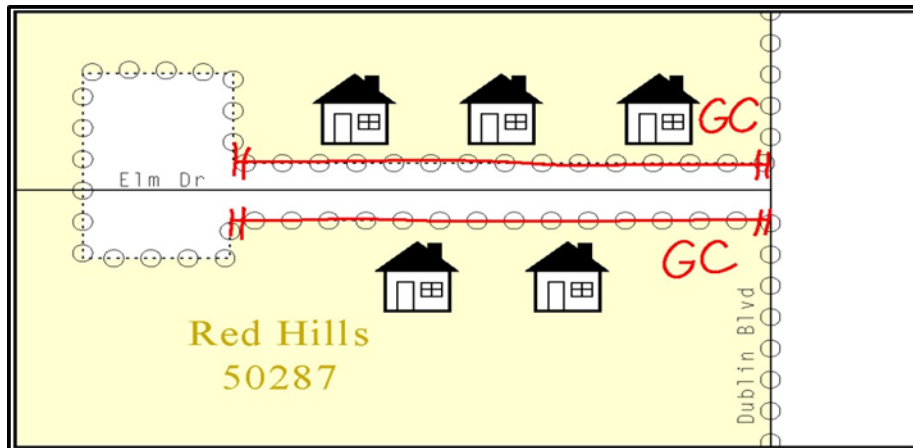 GC
Elm Dr
GC
Red Hills
50287
Dublin Blvd